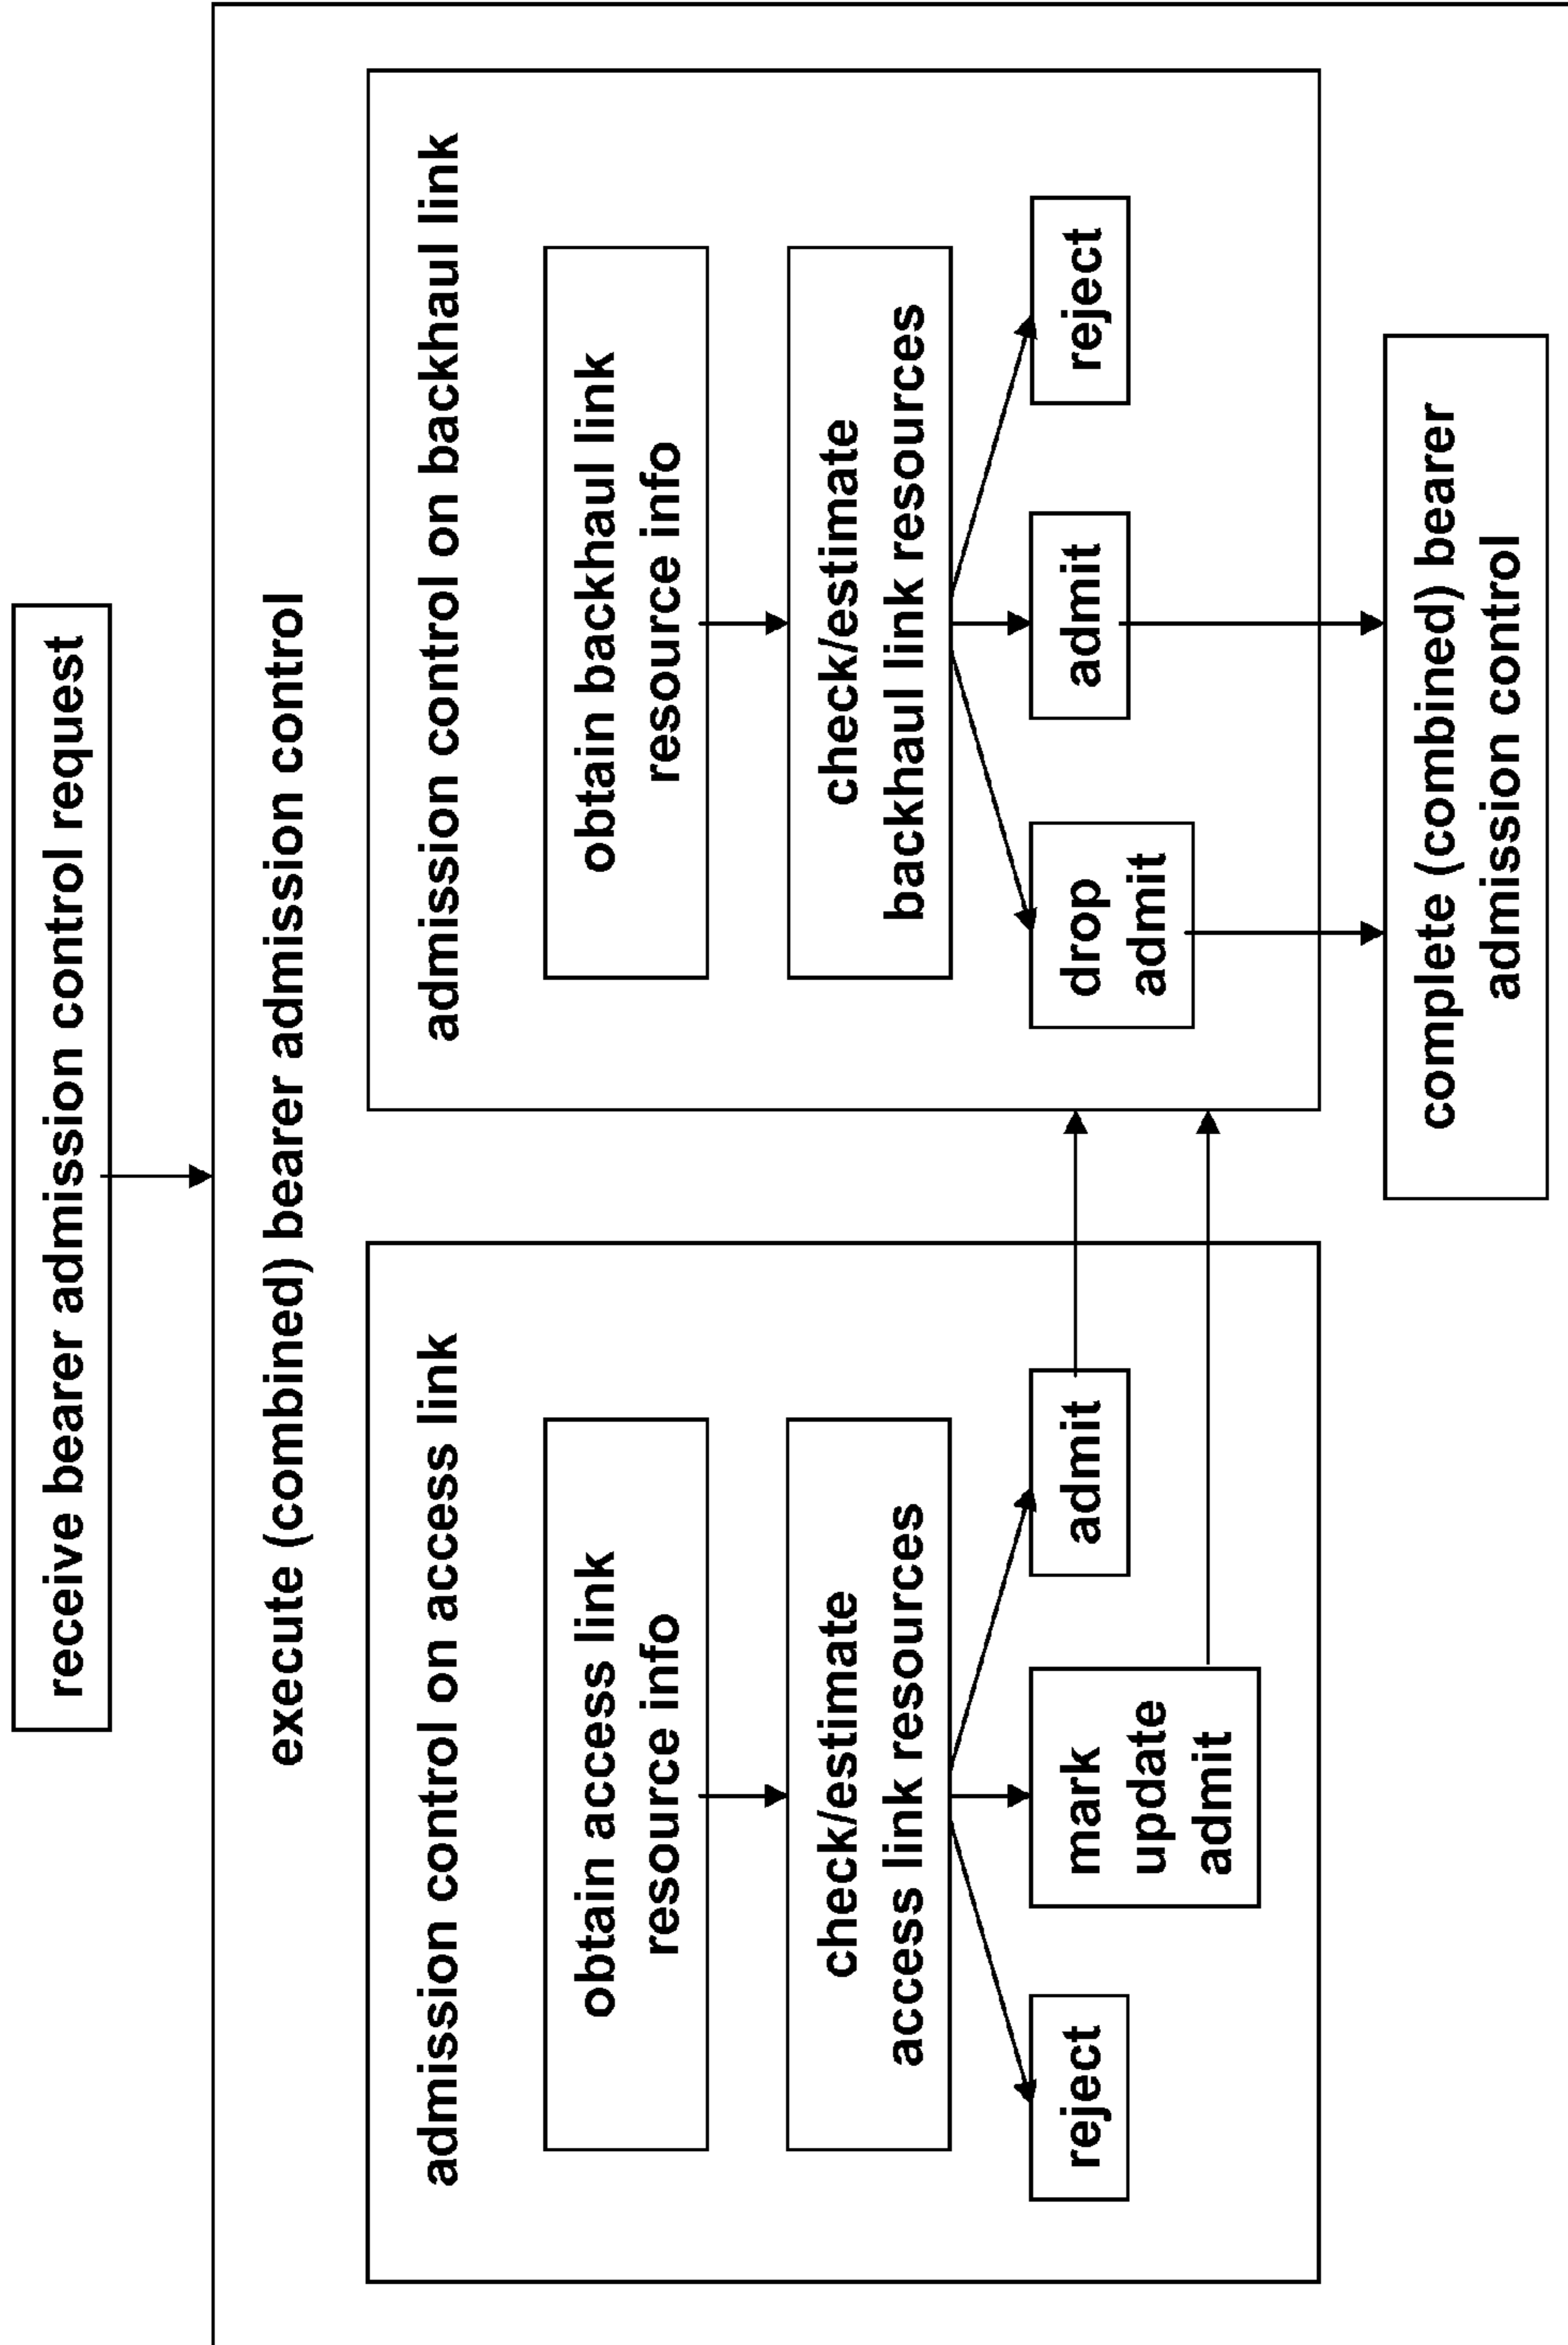 receive bearer admission control request
execute (combined) bearer admission control
admission control on access link
obtain access link
resource info
check/estimate
access link resources
reject
mark
update
admit
admit
admission control on backhaul link
obtain backhaul link
resource info
check/estimate
backhaul link resources
drop
admit
admit
reject
complete (combined) bearer
admission control